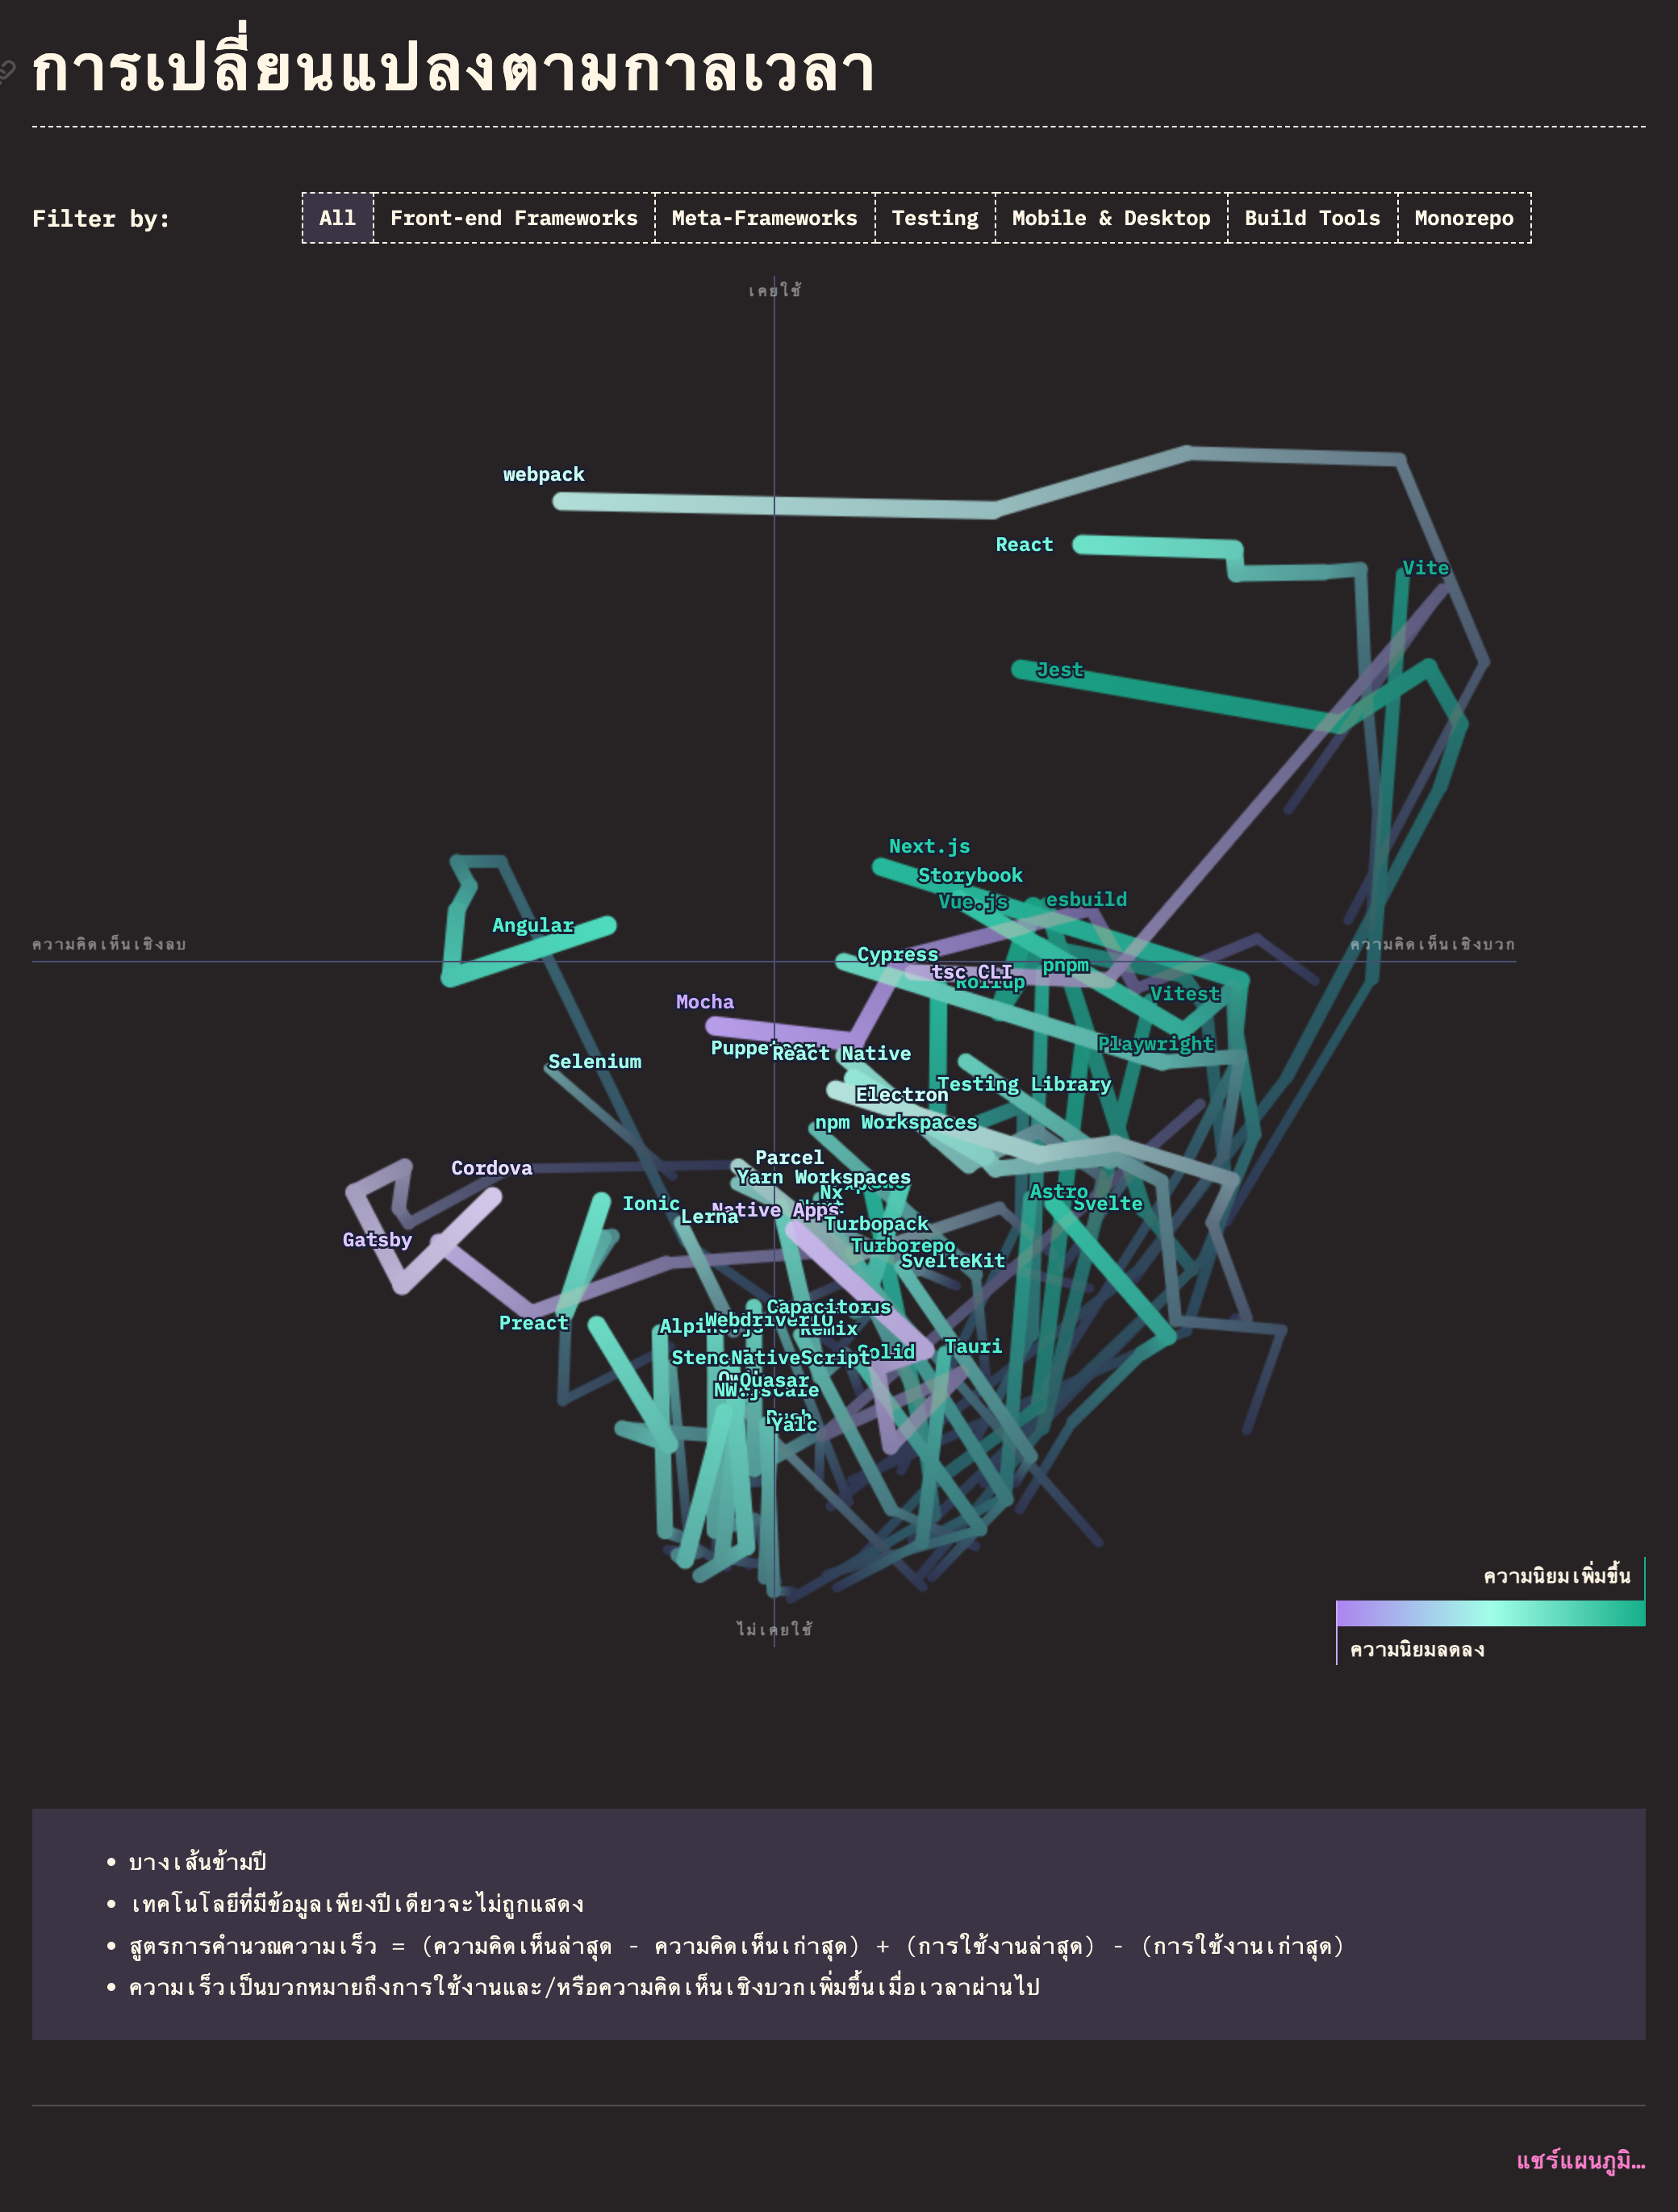 การเปลี่ยนแปลงตามกาลเวลา
Filter by:
All
Front-end Frameworks
Meta-Frameworks
Testing
Mobile & Desktop
Build Tools
Monorepo
เคยใช้
webpack
React
Vite
Jest
Next.js
Storybook
Vue.js
esbuild
Angular
ความคิดเห็นเชิงลบ
ความคิดเห็นเชิงบวก
Cypress
tsc CLI
Rollup
pnpm
Vitest
Mocha
Playwright
Puppeteer
React Native
Selenium
Testing Library
Electron
npm Workspaces
Parcel
Cordova
Yarn Workspaces
Nx
Astro
Svelte
Ionic
Native Apps
Lerna
Turbopack
Gatsby
Turborepo
SvelteKit
Capacitor
Preact
Alpine.js
WebdriverIO
Remix
Tauri
Solid
NativeScript
Quasar
NW.js
Yalc
ไม่เคยใช้
ความนิยมเพิ่มขึ้น
ความนิยมลดลง
• บางเส้นข้ามปี
• เทคโนโลยีที่มีข้อมูลเพียงปีเดียวจะไม่ถูกแสดง
• สูตรการคำนวณความเร็ว = (ความคิดเห็นล่าสุด - ความคิดเห็นเก่าสุด) + (การใช้งานล่าสุด) - (การใช้งานเก่าสุด)
• ความเร็วเป็นบวกหมายถึงการใช้งานและ/หรือความคิดเห็นเชิงบวกเพิ่มขึ้นเมื่อเวลาผ่านไป
แชร์แผนภูมิ…